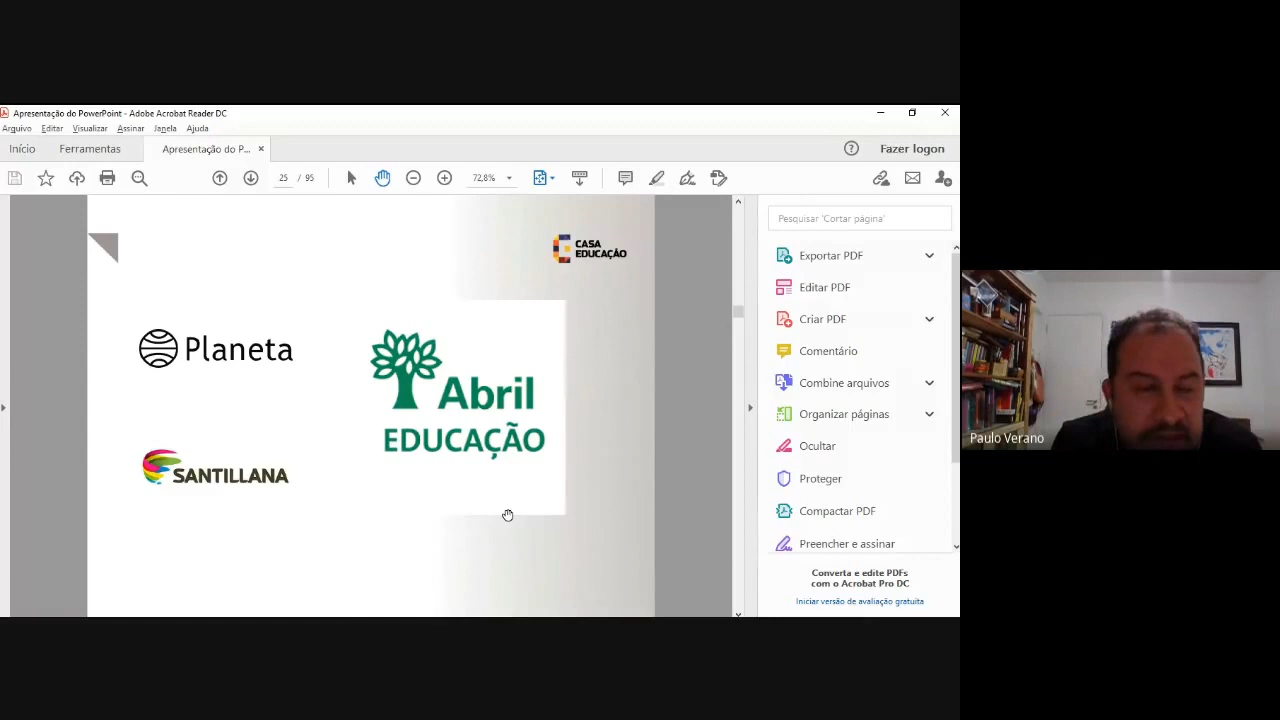 Apresentação do PowerPoint - Adobe Acrobat Reader DC
Arquivo Editar Visualizar Assinar Janela Ajuda
Início Ferramentas Apresentação do P... × Fazer logon
25 / 95 72,8%
CASA
EDUCAÇÃO
Planeta
Abril
EDUCAÇÃO
SANTILLANA
Pesquisar 'Cortar página'
Exportar PDF
Editar PDF
Criar PDF
Comentário
Combine arquivos
Organizar páginas
Ocultar
Proteger
Compactar PDF
Preencher e assinar
Converta e edite PDFs
com o Acrobat Pro DC
Iniciar versão de avaliação gratuita
Paulo Verano